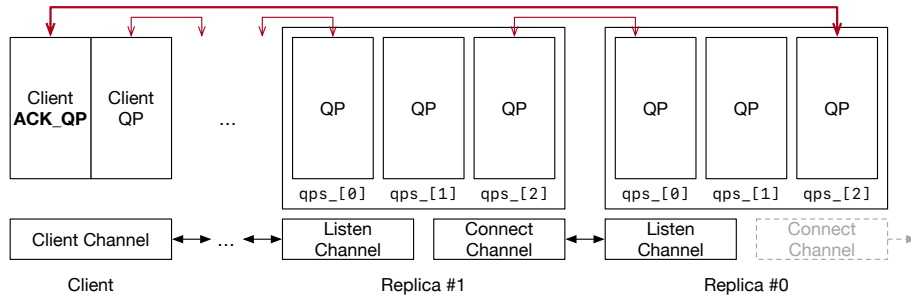 Client
ACK_QP
Client
QP
...
QP
QP
QP
QP
QP
QP
qps_[0]
qps_[1]
qps_[2]
qps_[0]
qps_[1]
qps_[2]
Client Channel
...
Listen
Channel
Connect
Channel
Listen
Channel
Connect
Channel
Client
Replica #1
Replica #0